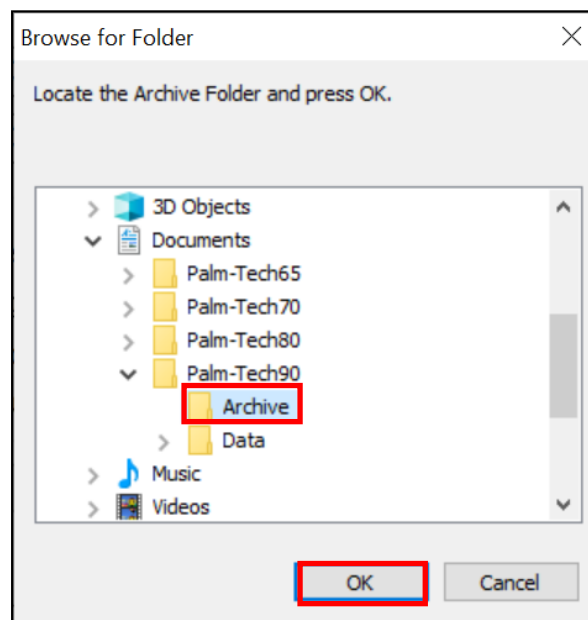 Browse for Folder
Locate the Archive Folder and press OK.
3D Objects
Documents
Palm-Tech65
Palm-Tech70
Palm-Tech80
Palm-Tech90
Archive
Data
Music
Videos
OK Cancel